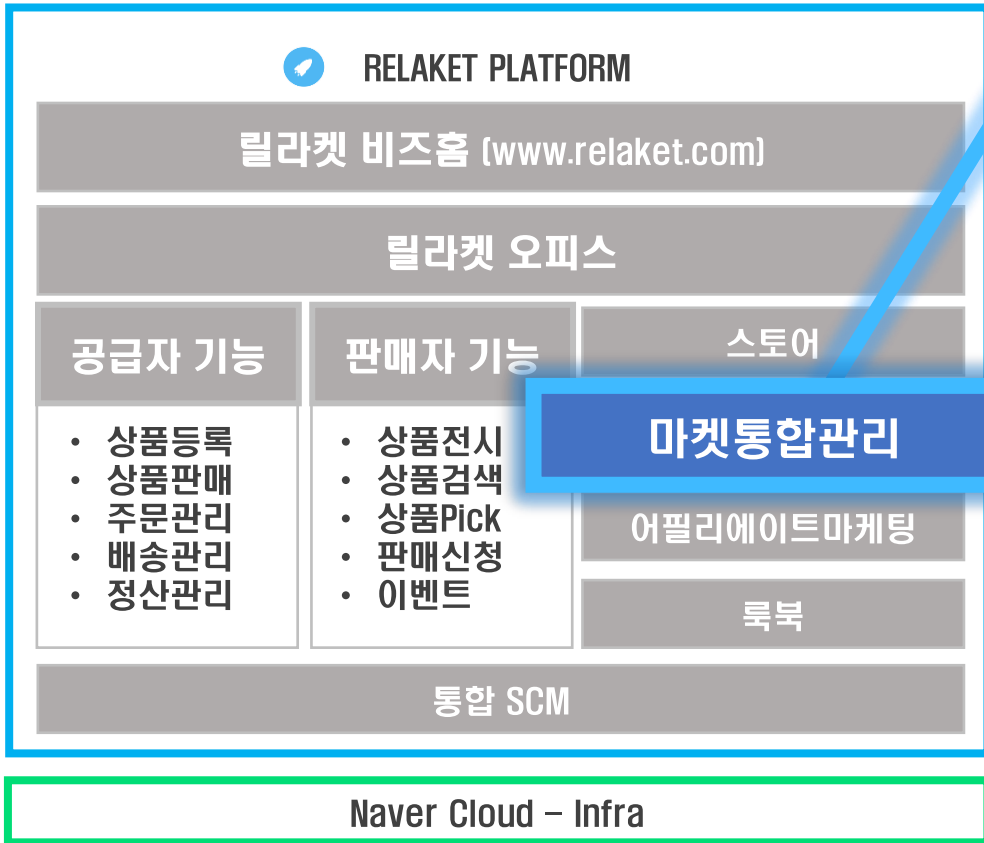 RELAKET PLATFORM
릴라켓 비즈홈 (www.relaket.com)
릴라켓 오피스
공급자 기능
• 상품등록
• 상품판매
• 주문관리
• 배송관리
• 정산관리
판매자 기능
• 상품전시
• 상품검색
• 상품Pick
• 판매신청
• 이벤트
스토어
마켓통합관리
어필리에이트마케팅
룩북
통합 SCM
Naver Cloud – Infra